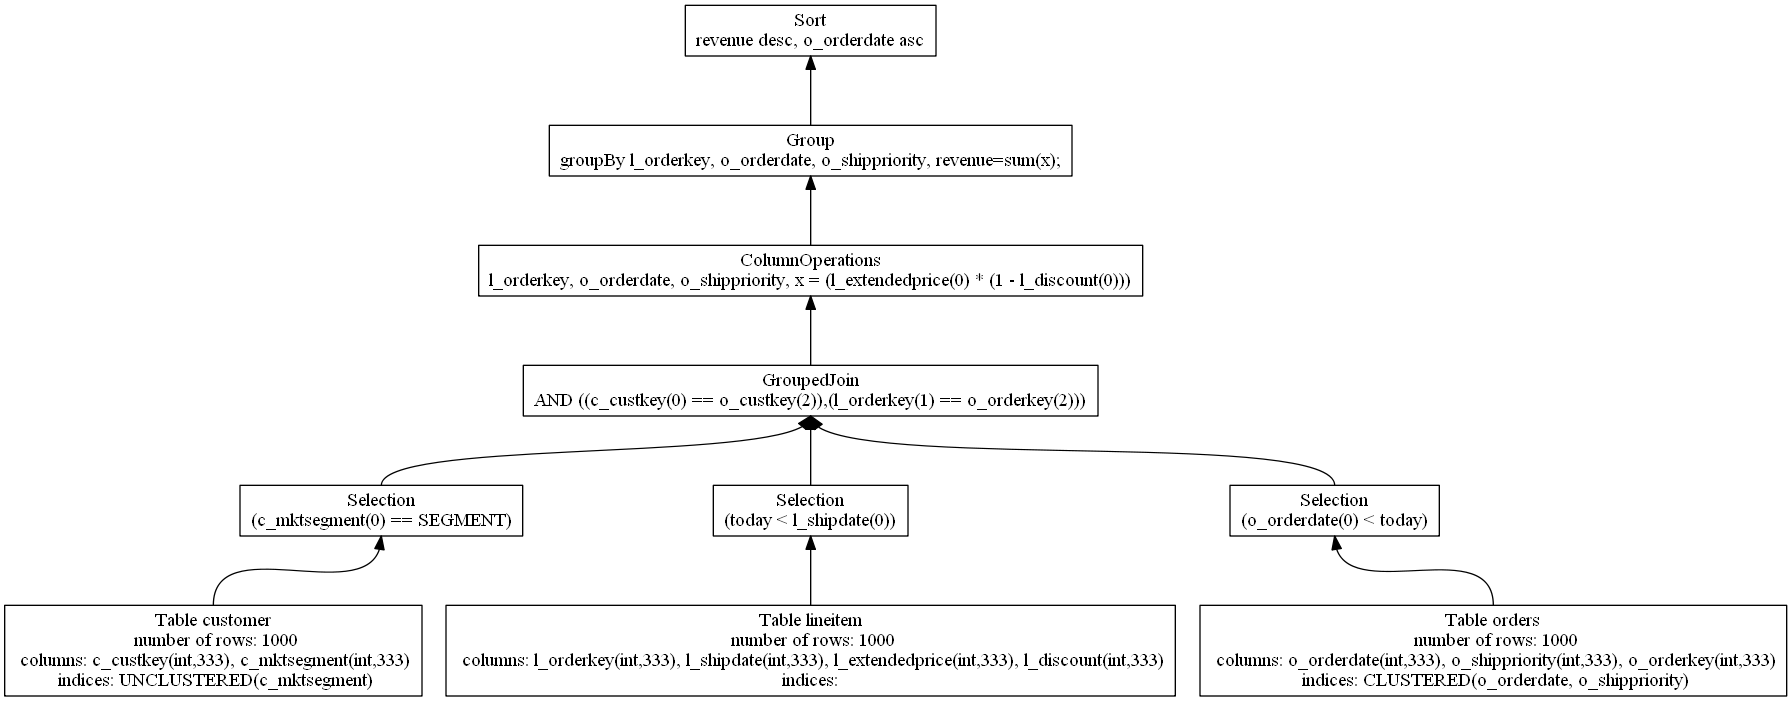 Sort
revenue desc, o_orderdate asc
Group
groupBy l_orderkey, o_orderdate, o_shippriority, revenue=sum(x);
ColumnOperations
l_orderkey, o_orderdate, o_shippriority, x = (l_extendedprice(0) * (1 - l_discount(0)))
GroupedJoin
AND ((c_custkey(0) == o_custkey(2)),(l_orderkey(1) == o_orderkey(2)))
Selection
(c_mktsegment(0) == SEGMENT)
Selection
(today < l_shipdate(0))
Selection
(o_orderdate(0) < today)
Table customer
number of rows: 1000
columns: c_custkey(int,333), c_mktsegment(int,333)
indices: UNCLUSTERED(c_mktsegment)
Table lineitem
number of rows: 1000
columns: l_orderkey(int,333), l_shipdate(int,333), l_extendedprice(int,333), l_discount(int,333)
indices:
Table orders
number of rows: 1000
columns: o_orderdate(int,333), o_shippriority(int,333), o_orderkey(int,333)
indices: CLUSTERED(o_orderdate, o_shippriority)